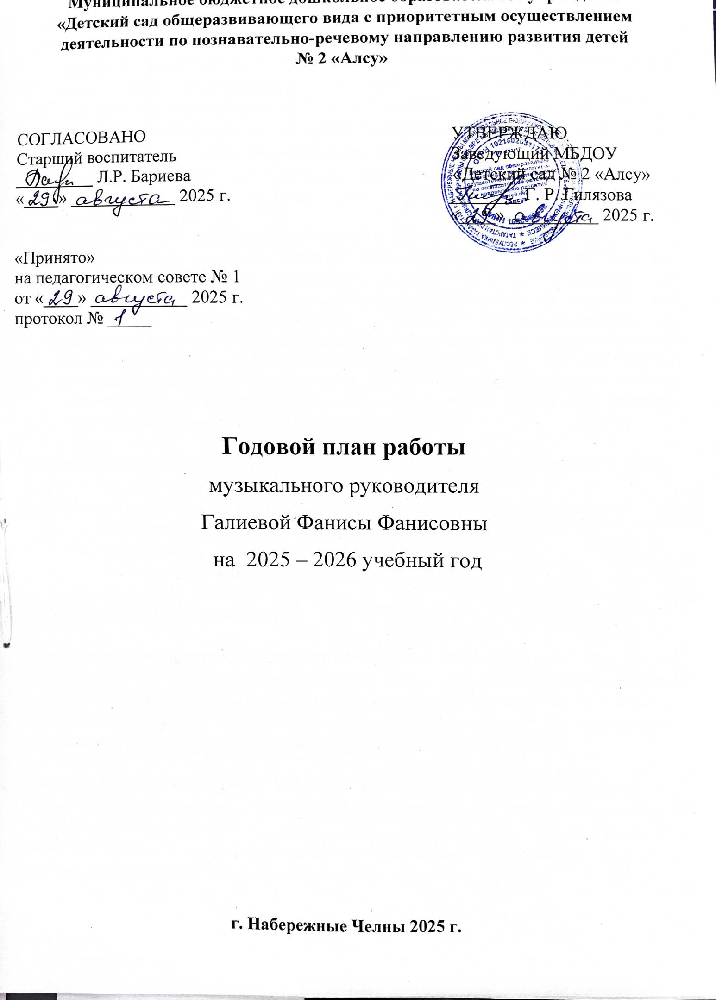 Муниципальное бюджетное дошкольное образовательное учреждение
«Детский сад общеразвивающего вида с приоритетным осуществлением
деятельности по познавательно-речевому направлению развития детей
№ 2 «Алсу»
СОГЛАСОВАНО
Старший воспитатель
Л.Р. Бариева
«29» августа 2025 г.
УТВЕРЖДАЮ
Заведующий МБДОУ
«Детский сад № 2 «Алсу»
Г. Р. Гилязова
«29» августа 2025 г.
«Принято»
на педагогическом совете № 1
от «29» августа 2025 г.
протокол № 1
Годовой план работы
музыкального руководителя
Галиевой Фанисы Фанисовны
на 2025 – 2026 учебный год
г. Набережные Челны 2025 г.